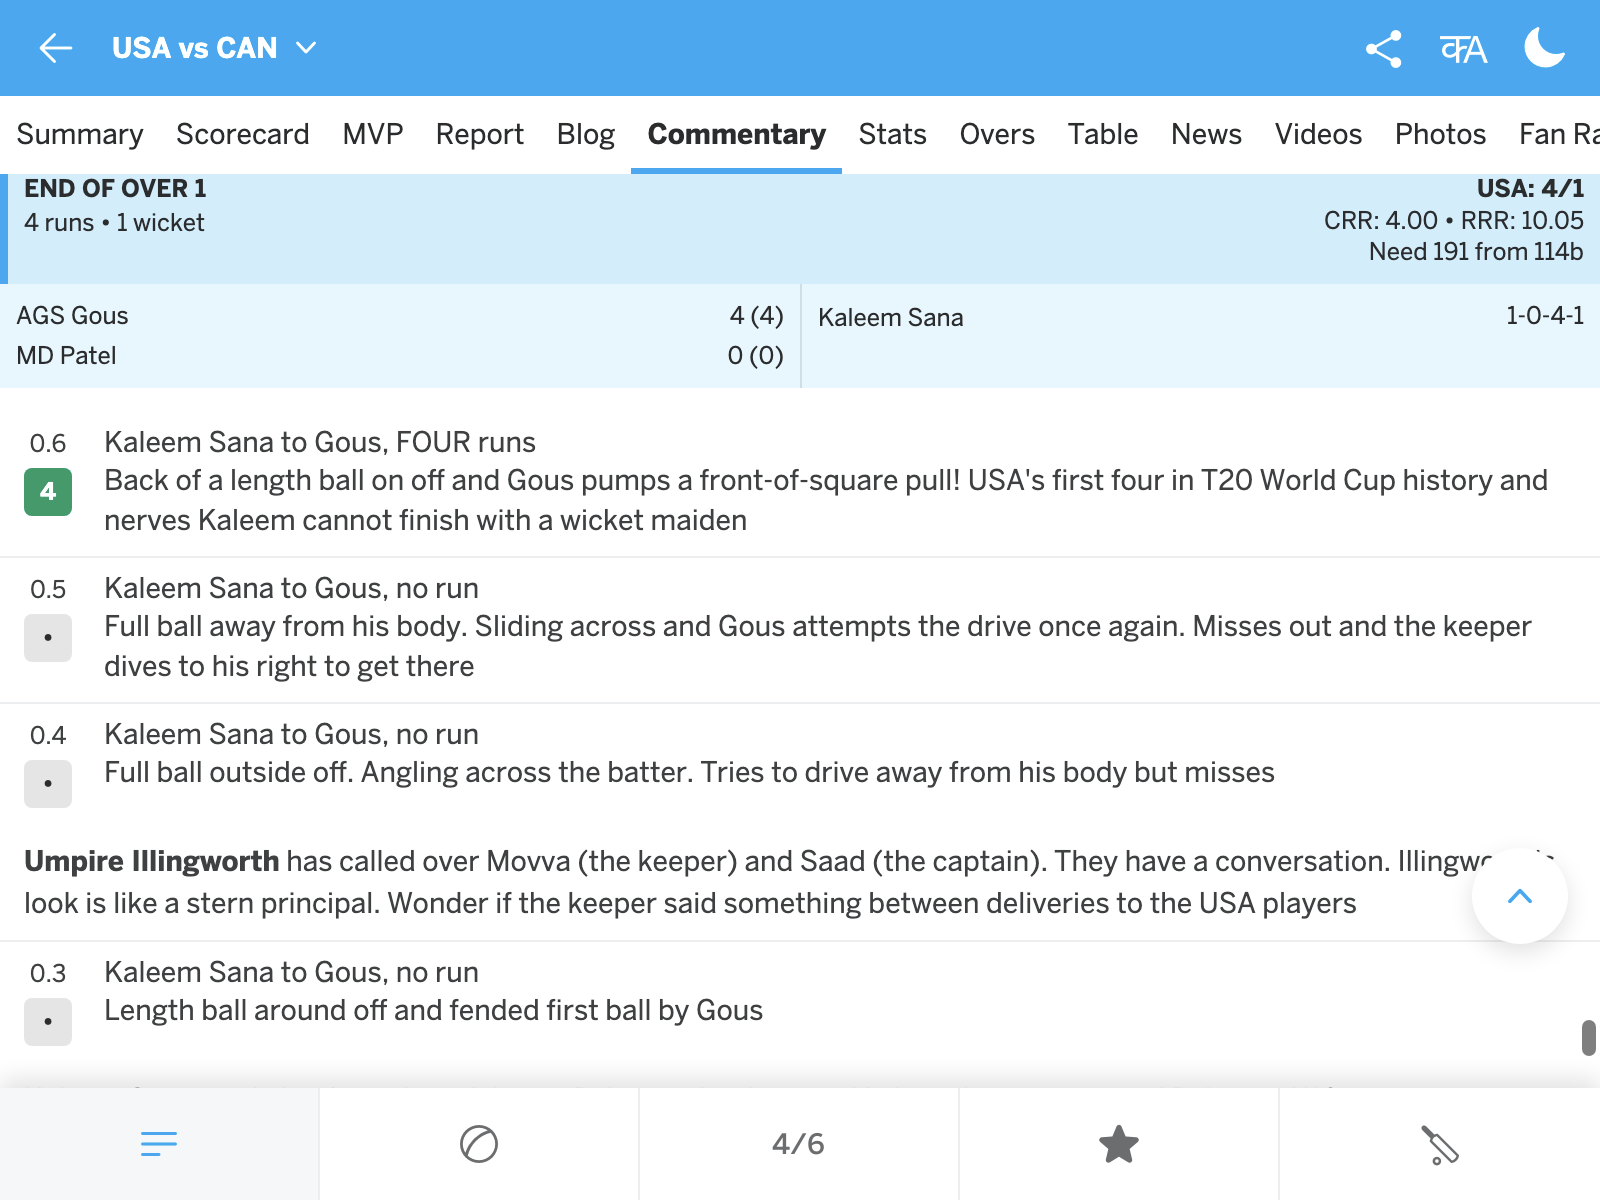 USA vs CAN
Summary Scorecard MVP Report Blog Commentary Stats Overs Table News Videos Photos Fan
END OF OVER 1
4 runs • 1 wicket
USA: 4/1
CRR: 4.00 • RRR: 10.05
Need 191 from 114b
AGS Gous 4 (4)
MD Patel 0 (0)
Kaleem Sana 1-0-4-1
0.6 Kaleem Sana to Gous, FOUR runs
4 Back of a length ball on off and Gous pumps a front-of-square pull! USA's first four in T20 World Cup history and
nerves Kaleem cannot finish with a wicket maiden
0.5 Kaleem Sana to Gous, no run
• Full ball away from his body. Sliding across and Gous attempts the drive once again. Misses out and the keeper
dives to his right to get there
0.4 Kaleem Sana to Gous, no run
• Full ball outside off. Angling across the batter. Tries to drive away from his body but misses
Umpire Illingworth has called over Movva (the keeper) and Saad (the captain). They have a conversation.
look is like a stern principal. Wonder if the keeper said something between deliveries to the USA players
0.3 Kaleem Sana to Gous, no run
• Length ball around off and fended first ball by Gous
4/6